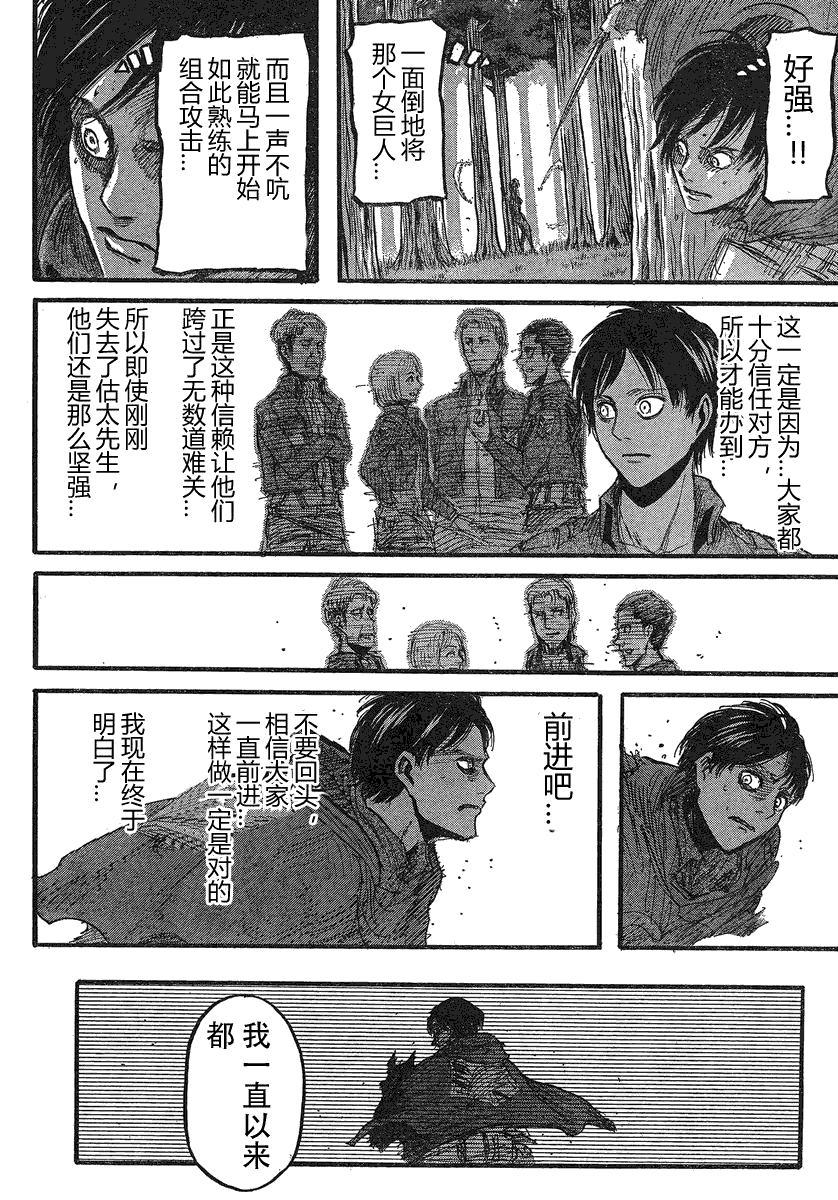 好强…!!
一面倒地将
那个女巨人…
而且一声不吭
就能马上开始
如此熟练的
组合攻击…
这一定是因为…大家都
十分信任对方，
所以才能办到…
正是这种信赖让他们
跨过了无数道难关…
所以即使刚刚
失去了估太先生，
他们还是那么坚强…
前进吧…
不要回头，
相信大家
一直前进…
这样做一定是对的
我现在终于
明白了…
我一直以来
都